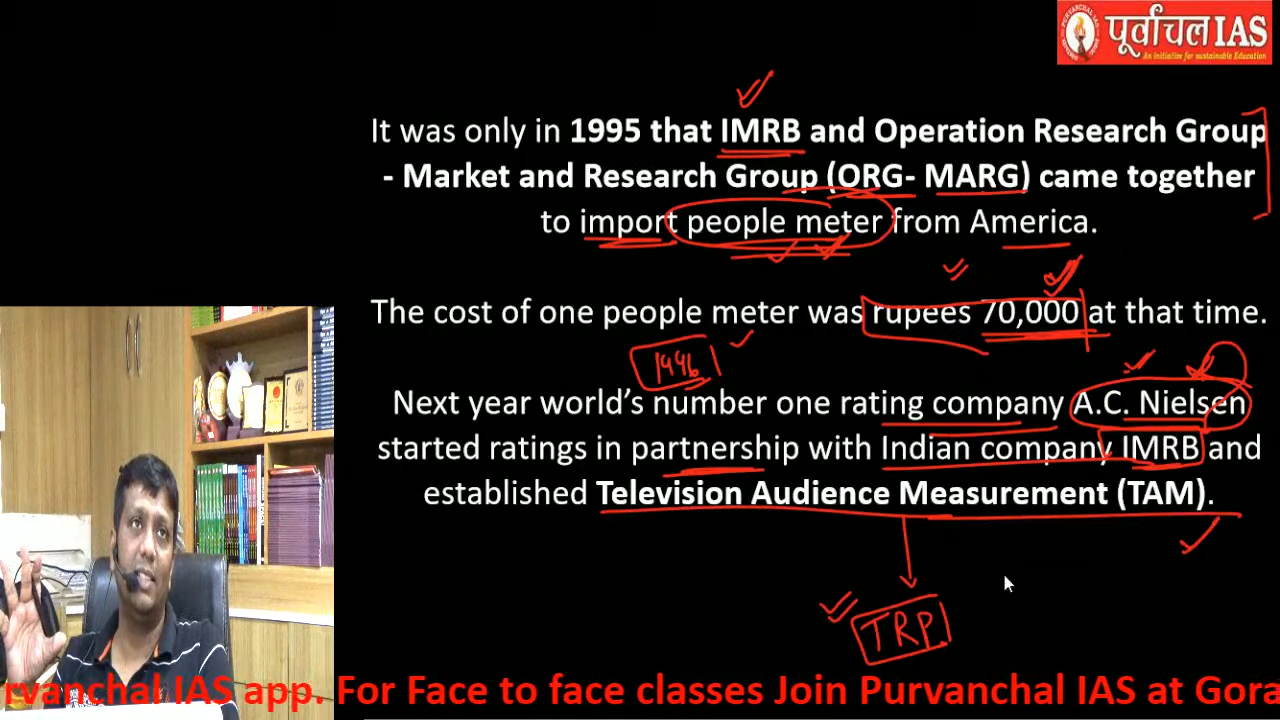 पूर्वांचल IAS
An initiative for sustainable Education
It was only in 1995 that IMRB and Operation Research Group
- Market and Research Group (ORG- MARG) came together
to import people meter from America.
The cost of one people meter was rupees 70,000 at that time.
1996
Next year world's number one rating company A.C. Nielsen
started ratings in partnership with Indian company IMRB and
established Television Audience Measurement (TAM).
TRP
rvanchal IAS app. For Face to face classes Join Purvanchal IAS at Gora